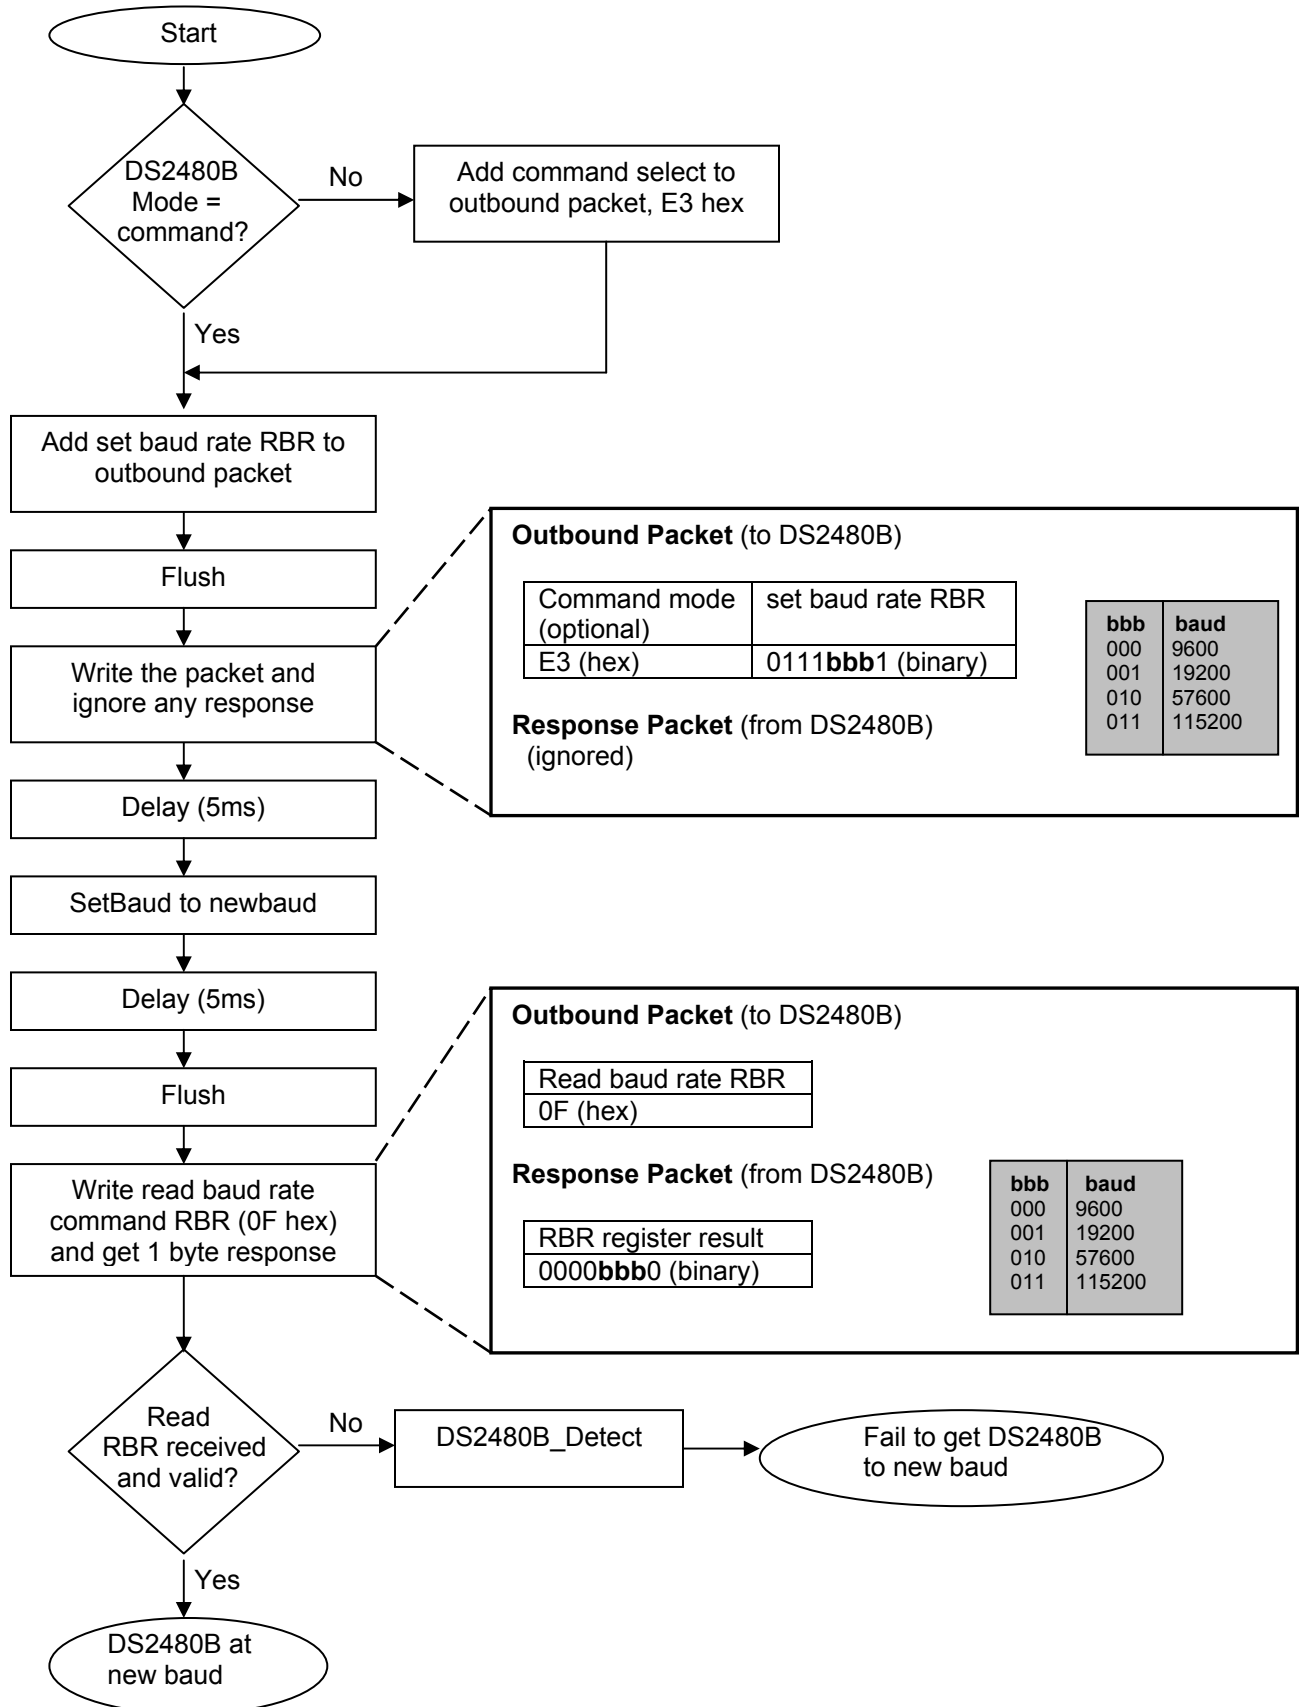 Start
DS2480B
Mode =
command?
No
Add command select to
outbound packet, E3 hex
Yes
Add set baud rate RBR to
outbound packet
Flush
Write the packet and
ignore any response
Outbound Packet (to DS2480B)
Command mode
(optional)
set baud rate RBR
E3 (hex)
0111bbb1 (binary)
Response Packet (from DS2480B)
(ignored)
bbb baud
000 9600
001 19200
010 57600
011 115200
Delay (5ms)
SetBaud to newbaud
Delay (5ms)
Flush
Write read baud rate
command RBR (0F hex)
and get 1 byte response
Outbound Packet (to DS2480B)
Read baud rate RBR
0F (hex)
Response Packet (from DS2480B)
RBR register result
0000bbb0 (binary)
bbb baud
000 9600
001 19200
010 57600
011 115200
Read
RBR received
and valid?
No
DS2480B_Detect
Fail to get DS2480B
to new baud
Yes
DS2480B at
new baud